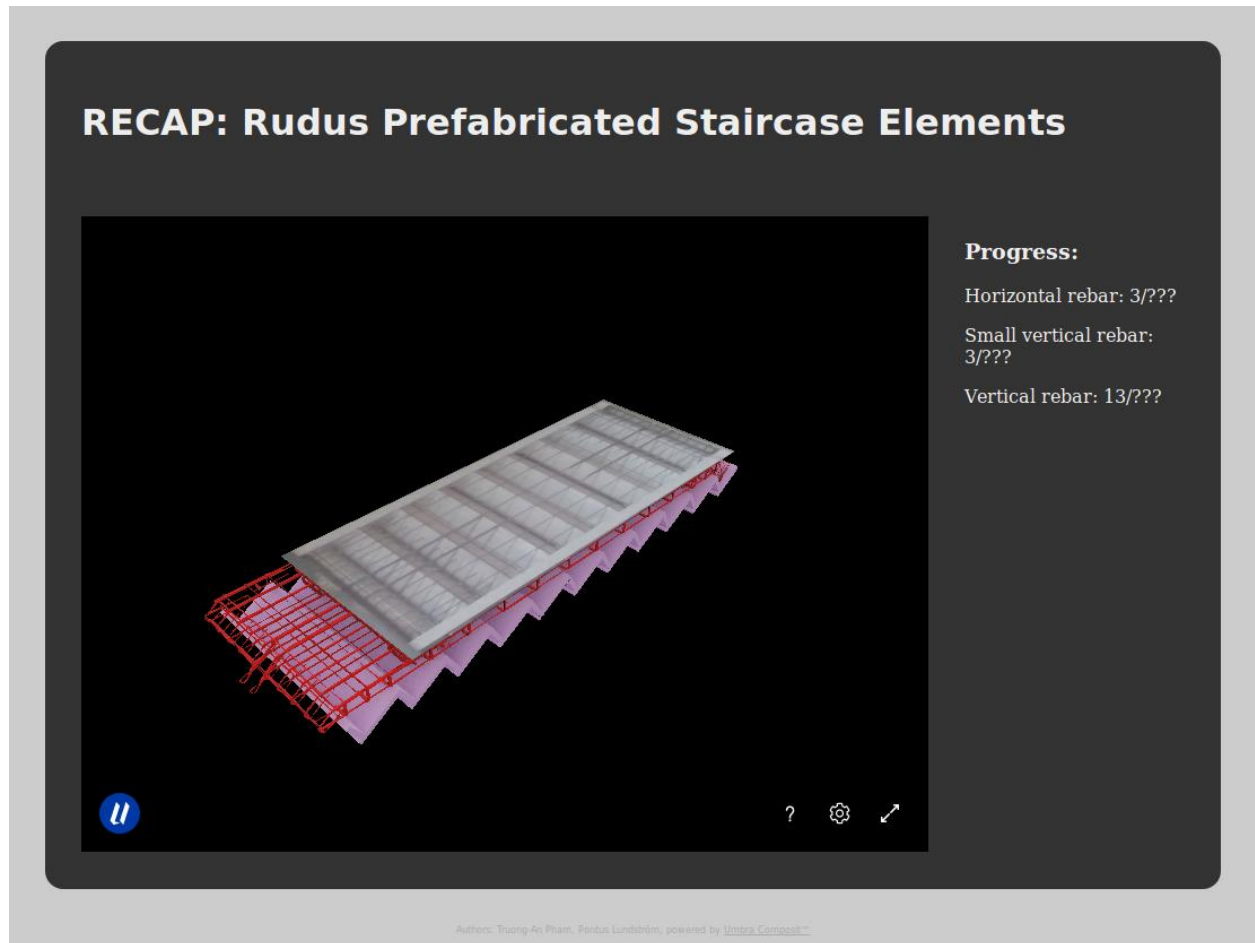 RECAP: Rudus Prefabricated Staircase Elements
Progress:
Horizontal rebar: 3/???
Small vertical rebar:
3/???
Vertical rebar: 13/???
?
Authors: Truong-An Pham, Pontus Lundström, powered by Umbra Composit™